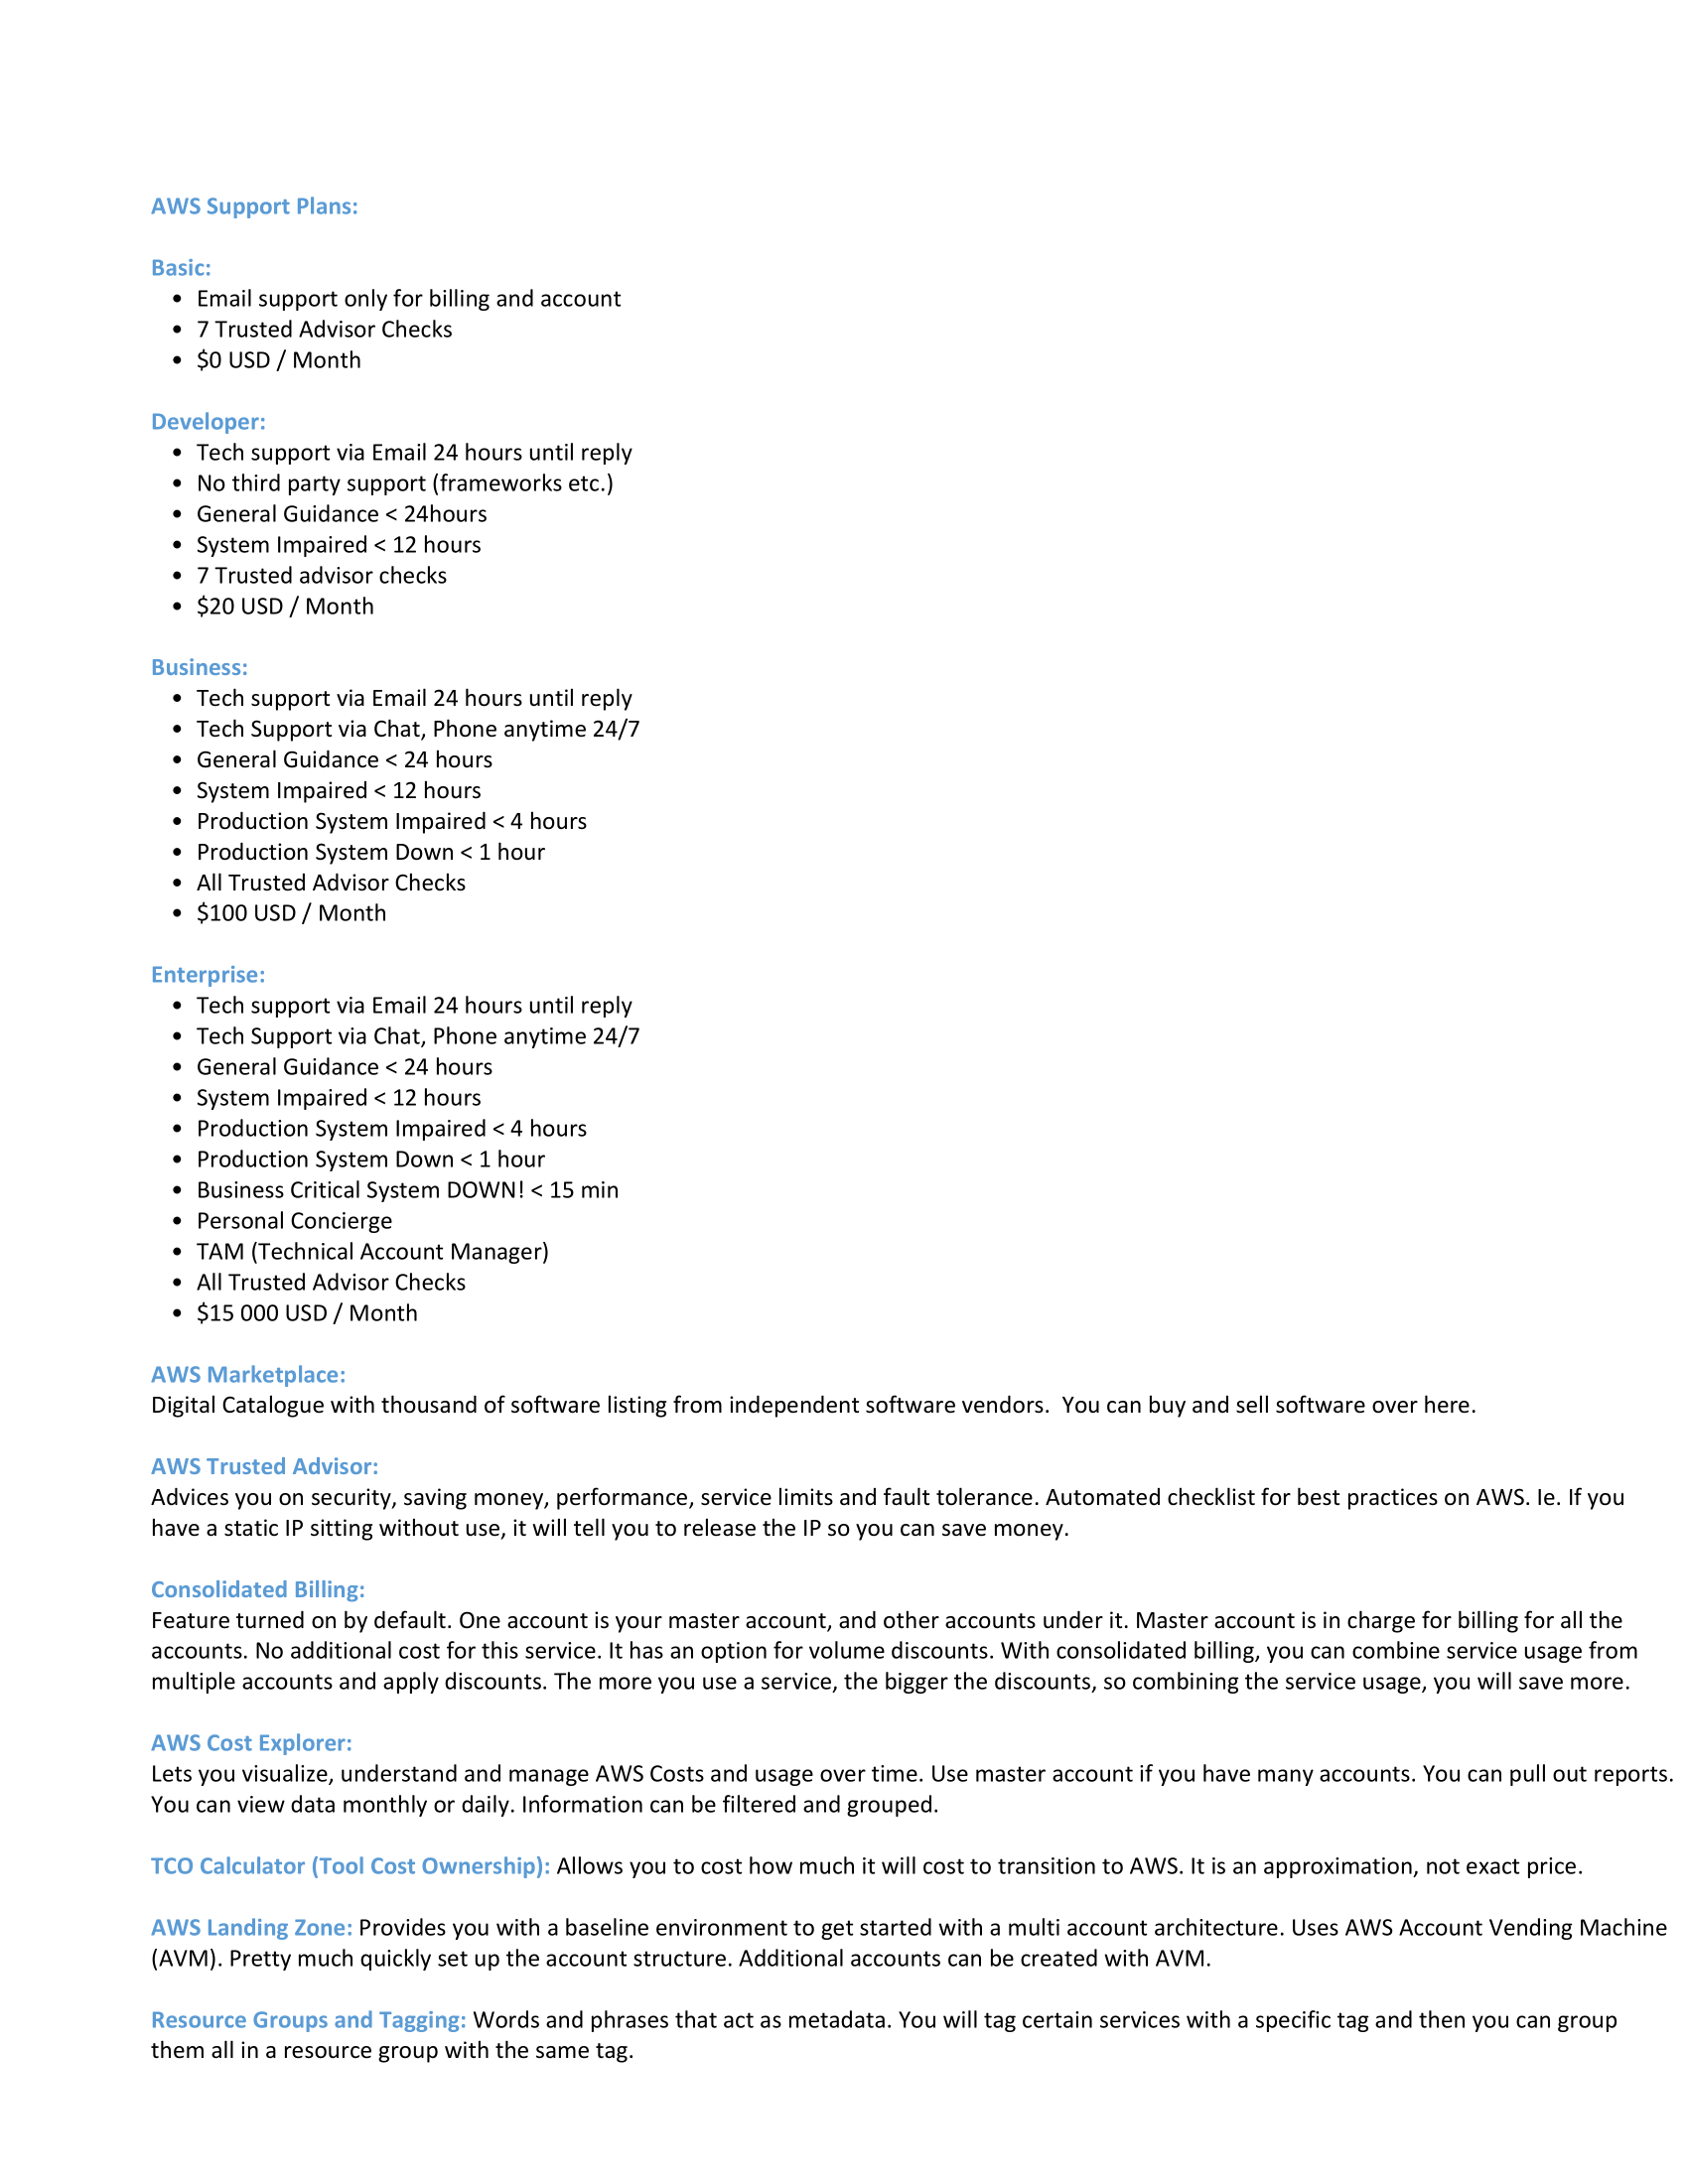 AWS Support Plans:
Basic:
• Email support only for billing and account
• 7 Trusted Advisor Checks
• $0 USD / Month
Developer:
• Tech support via Email 24 hours until reply
• No third party support (frameworks etc.)
• General Guidance < 24hours
• System Impaired < 12 hours
• 7 Trusted advisor checks
• $20 USD / Month
Business:
• Tech support via Email 24 hours until reply
• Tech Support via Chat, Phone anytime 24/7
• General Guidance < 24 hours
• System Impaired < 12 hours
• Production System Impaired < 4 hours
• Production System Down < 1 hour
• All Trusted Advisor Checks
• $100 USD / Month
Enterprise:
• Tech support via Email 24 hours until reply
• Tech Support via Chat, Phone anytime 24/7
• General Guidance < 24 hours
• System Impaired < 12 hours
• Production System Impaired < 4 hours
• Production System Down < 1 hour
• Business Critical System DOWN! < 15 min
• Personal Concierge
• TAM (Technical Account Manager)
• All Trusted Advisor Checks
• $15 000 USD / Month
AWS Marketplace:
Digital Catalogue with thousand of software listing from independent software vendors.  You can buy and sell software over here.
AWS Trusted Advisor:
Advices you on security, saving money, performance, service limits and fault tolerance. Automated checklist for best practices on AWS. Ie. If you
have a static IP sitting without use, it will tell you to release the IP so you can save money.
Consolidated Billing:
Feature turned on by default. One account is your master account, and other accounts under it. Master account is in charge for billing for all the
accounts. No additional cost for this service. It has an option for volume discounts. With consolidated billing, you can combine service usage from
multiple accounts and apply discounts. The more you use a service, the bigger the discounts, so combining the service usage, you will save more.
AWS Cost Explorer:
Lets you visualize, understand and manage AWS Costs and usage over time. Use master account if you have many accounts. You can pull out reports.
You can view data monthly or daily. Information can be filtered and grouped.
TCO Calculator (Tool Cost Ownership): Allows you to cost how much it will cost to transition to AWS. It is an approximation, not exact price.
AWS Landing Zone: Provides you with a baseline environment to get started with a multi account architecture. Uses AWS Account Vending Machine
(AVM). Pretty much quickly set up the account structure. Additional accounts can be created with AVM.
Resource Groups and Tagging: Words and phrases that act as metadata. You will tag certain services with a specific tag and then you can group
them all in a resource group with the same tag.